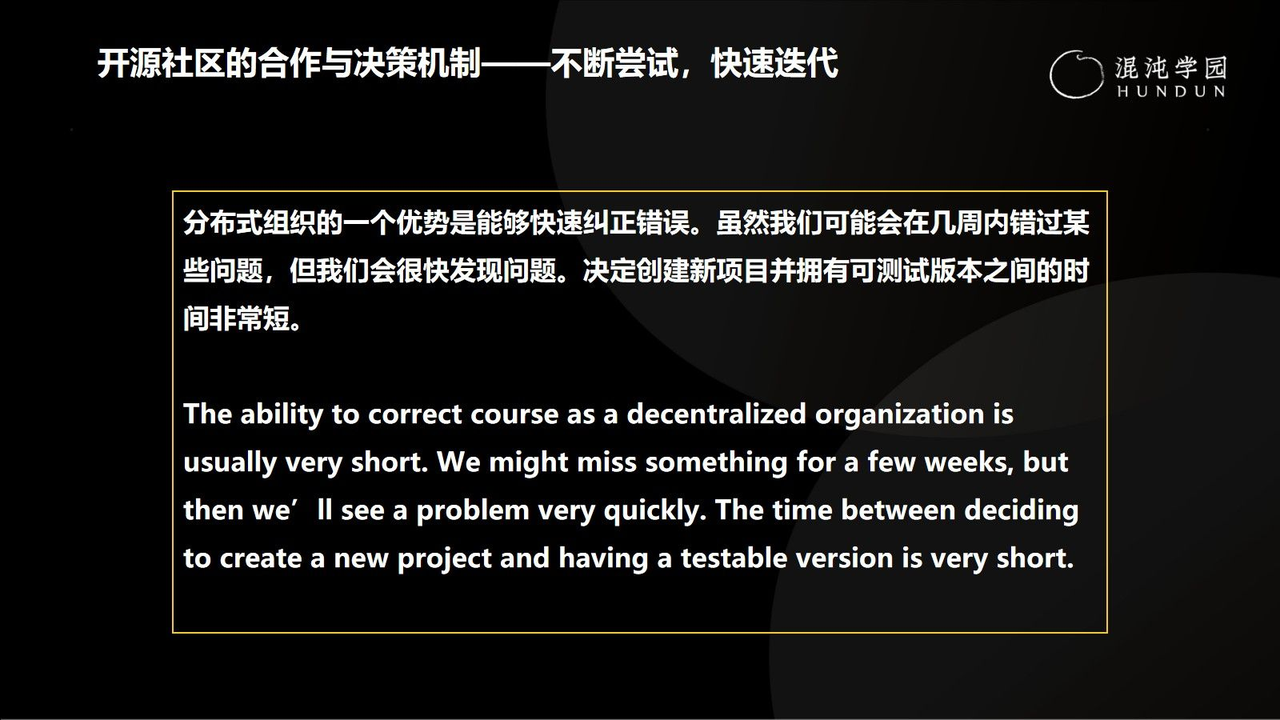 开源社区的合作与决策机制——不断尝试，快速迭代
混沌学园
HUNDUN
分布式组织的一个优势是能够快速纠正错误。虽然我们可能会在几周内错过某
些问题，但我们会很快发现问题。决定创建新项目并拥有可测试版本之间的时
间非常短。
The ability to correct course as a decentralized organization is
usually very short. We might miss something for a few weeks, but
then we’ll see a problem very quickly. The time between deciding
to create a new project and having a testable version is very short.